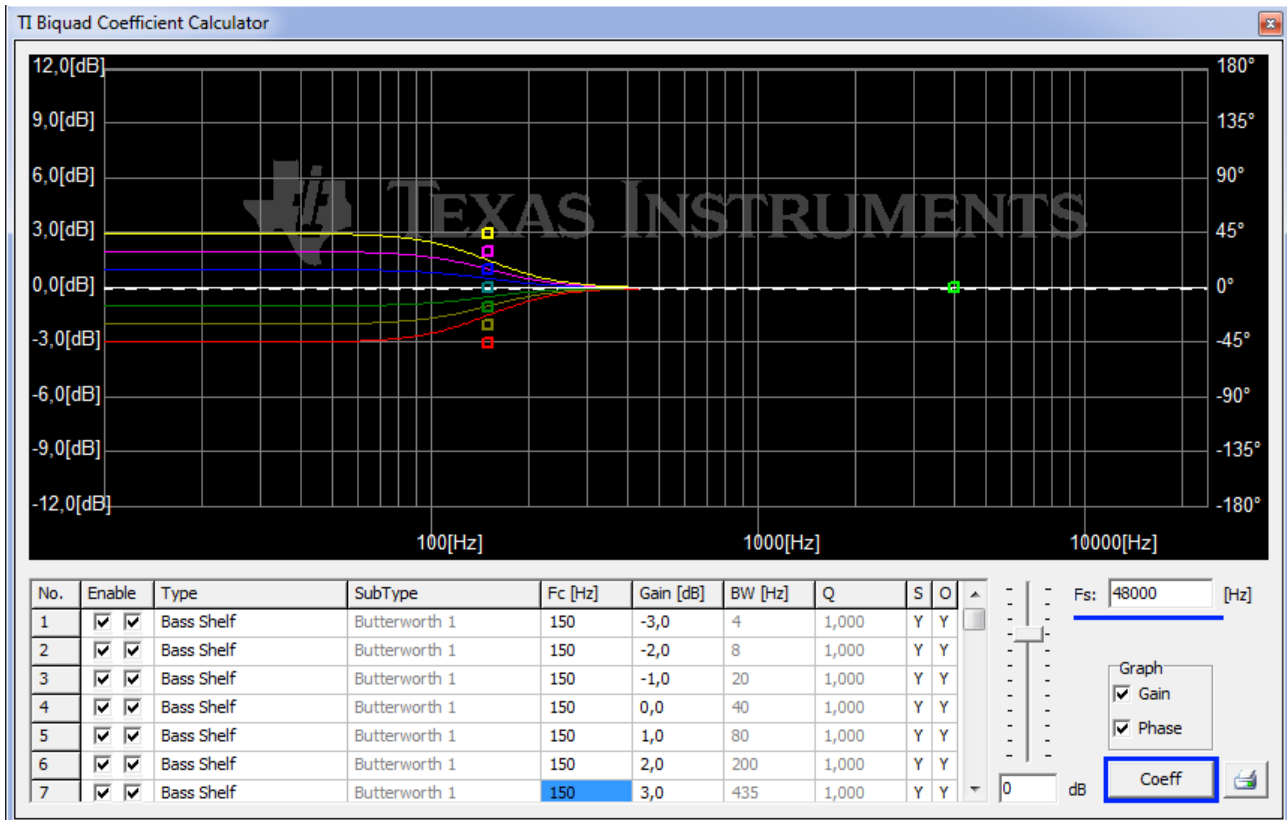 TI Biquad Coefficient Calculator
12,0[dB] 180°
9,0[dB] 135°
6,0[dB] 90°
TEXAS INSTRUMENTS
3,0[dB] 45°
0,0[dB] 0°
-3,0[dB] -45°
-6,0[dB] -90°
-9,0[dB] -135°
-12,0[dB] -180°
100[Hz] 1000[Hz] 10000[Hz]
No. Enable Type SubType Fc [Hz] Gain [dB] BW [Hz] Q S O
1 Bass Shelf Butterworth 1 150 -3,0 4 1,000 Y Y
2 Bass Shelf Butterworth 1 150 -2,0 8 1,000 Y Y
3 Bass Shelf Butterworth 1 150 -1,0 20 1,000 Y Y
4 Bass Shelf Butterworth 1 150 0,0 40 1,000 Y Y
5 Bass Shelf Butterworth 1 150 1,0 80 1,000 Y Y
6 Bass Shelf Butterworth 1 150 2,0 200 1,000 Y Y
7 Bass Shelf Butterworth 1 150 3,0 435 1,000 Y Y
0 dB
Fs: 48000 [Hz]
Graph
Gain
Phase
Coeff